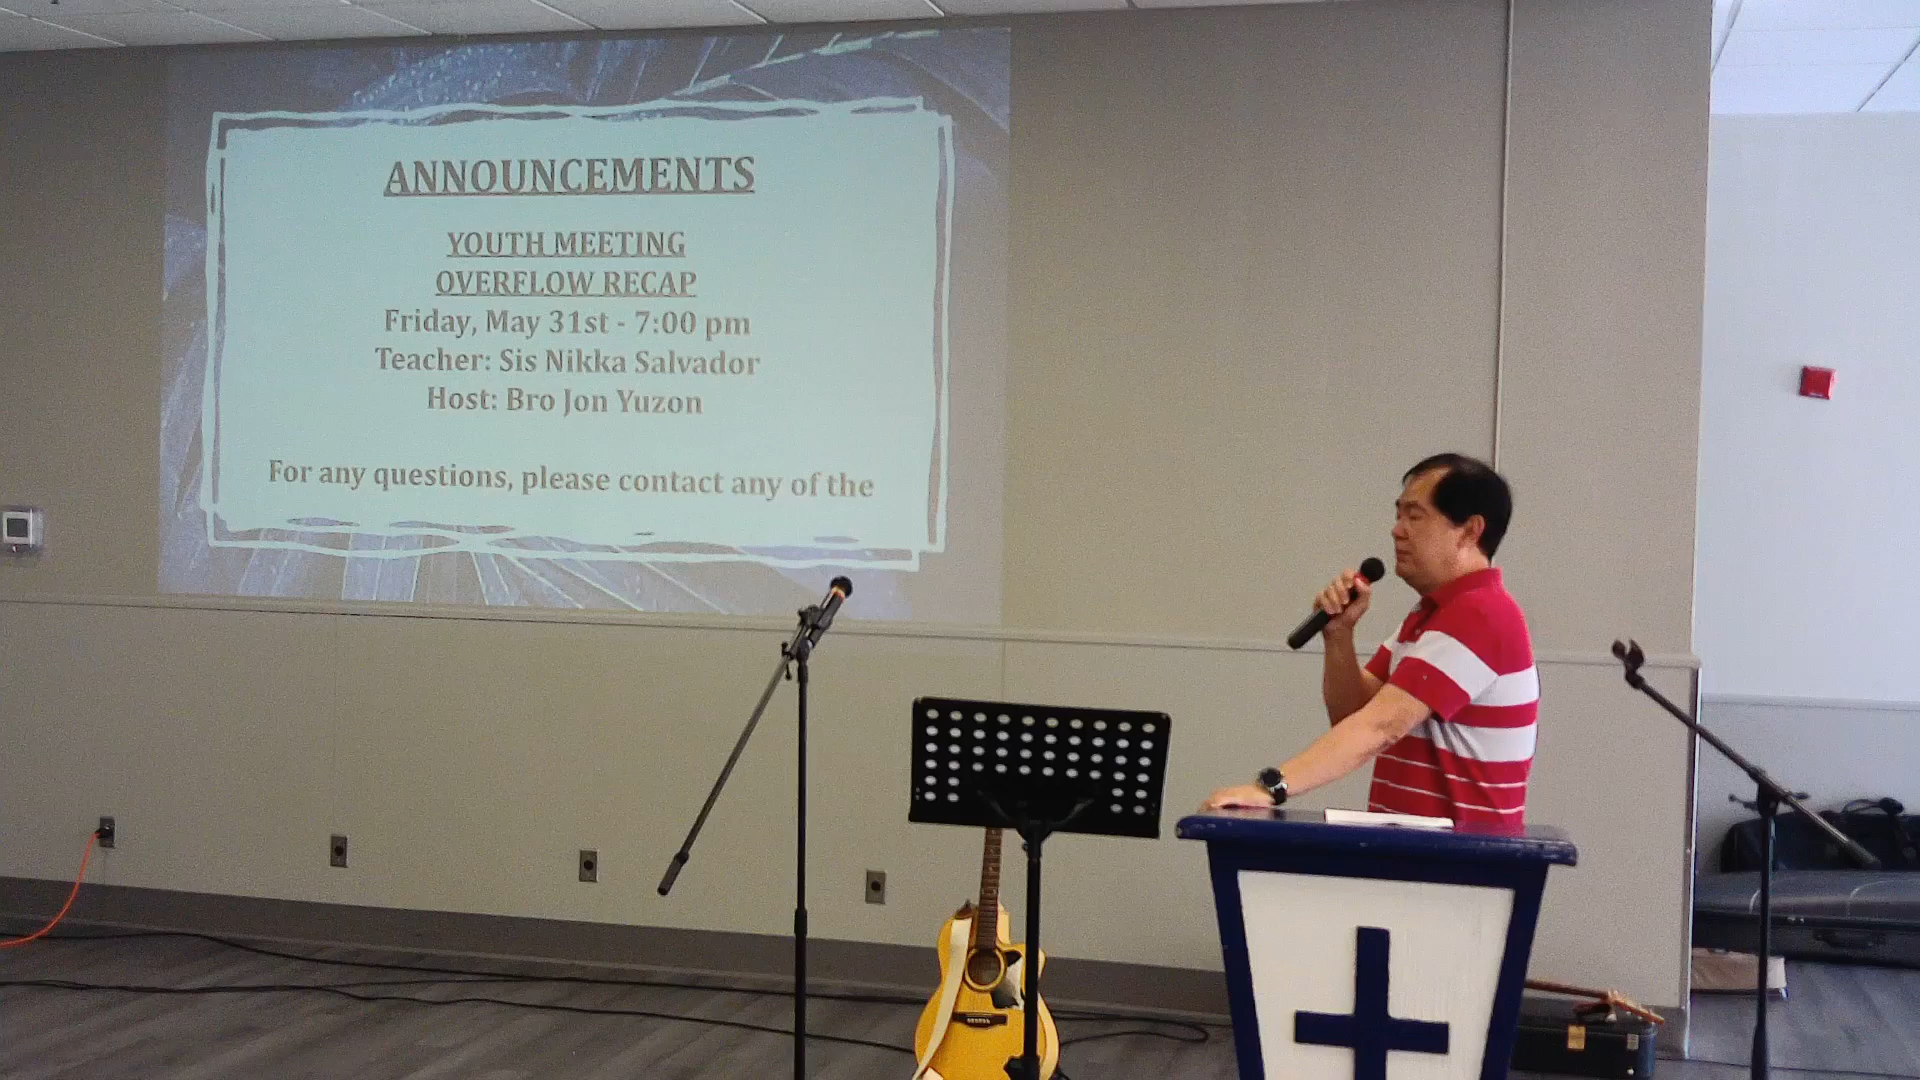 ANNOUNCEMENTS
YOUTH MEETING
OVERFLOW RECAP
Friday, May 31st - 7:00 pm
Teacher: Sis Nikka Salvador
Host: Bro Jon Yuzon
For any questions, please contact any of the